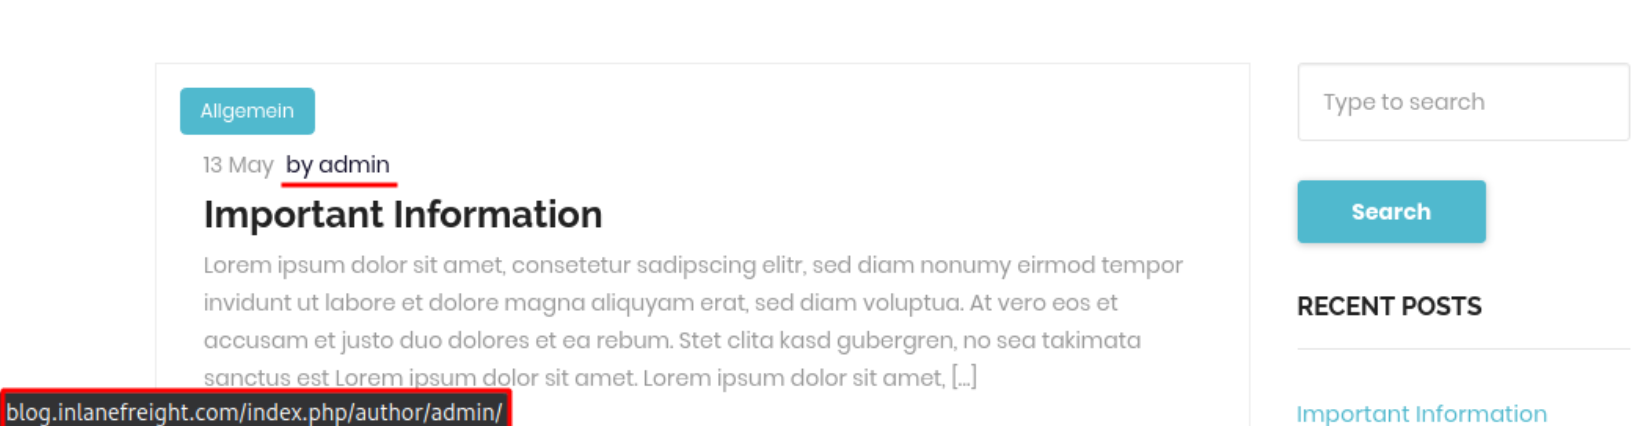 Allgemein
13 May by admin
Important Information
Lorem ipsum dolor sit amet, consetetur sadipscing elitr, sed diam nonumy eirmod tempor
invidunt ut labore et dolore magna aliquyam erat, sed diam voluptua. At vero eos et
accusam et justo duo dolores et ea rebum. Stet clita kasd gubergren, no sea takimata
sanctus est Lorem ipsum dolor sit amet. Lorem ipsum dolor sit amet, [...]
blog.inlanefreight.com/index.php/author/admin/
Type to search
Search
RECENT POSTS
Important Information